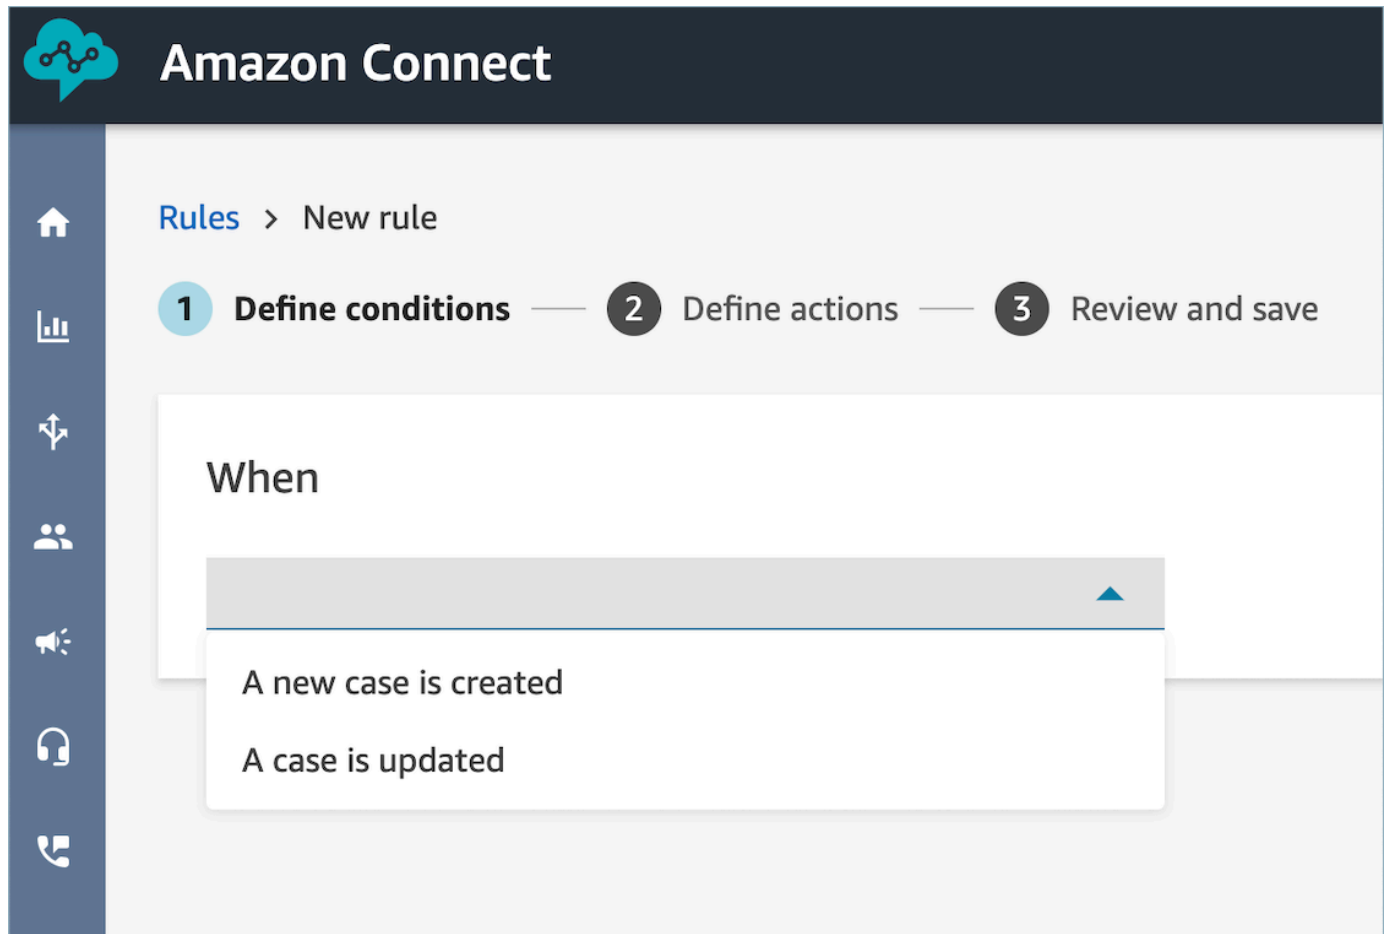 Amazon Connect
Rules > New rule
1 Define conditions 2 Define actions 3 Review and save
When
A new case is created
A case is updated